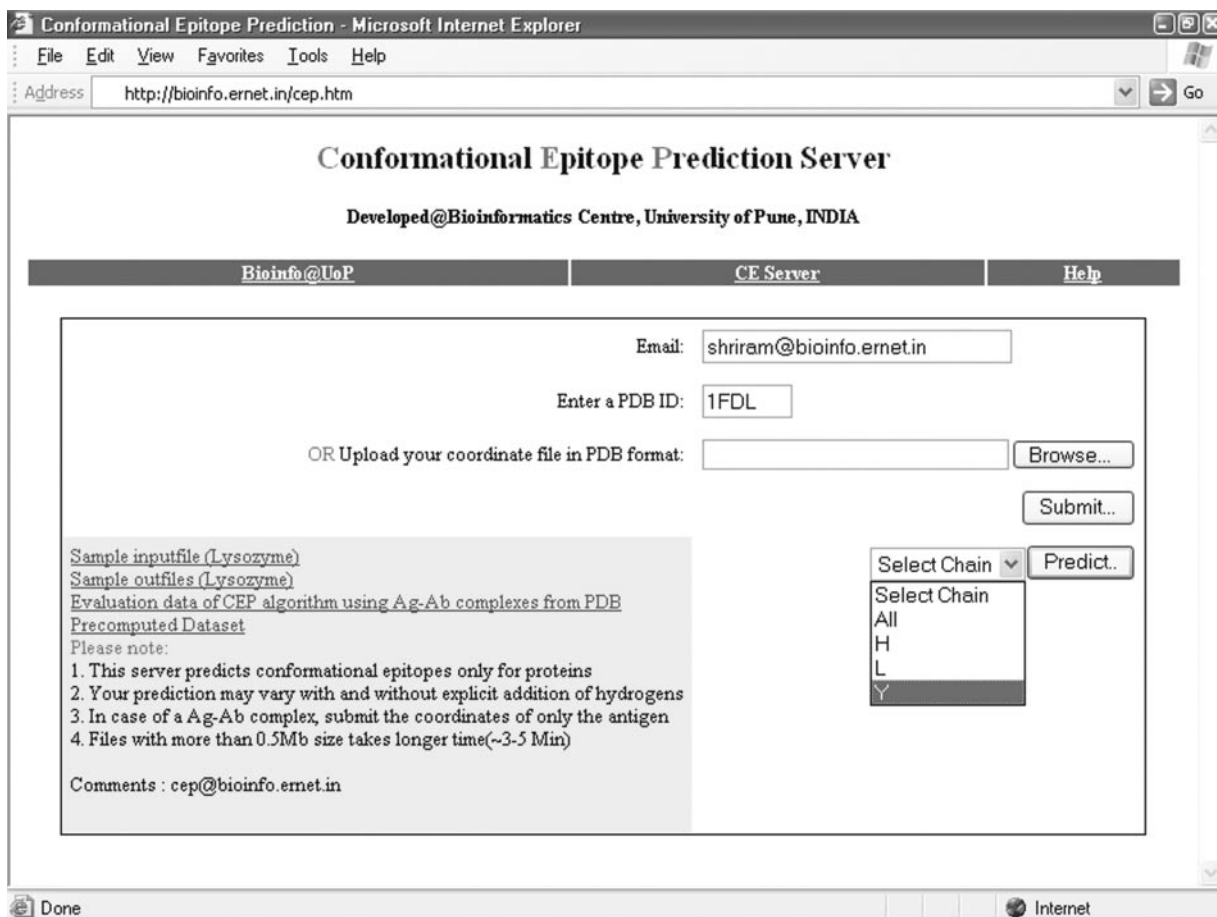 Conformational Epitope Prediction - Microsoft Internet Explorer
File Edit View Favorites Tools Help
Address http://bioinfo.ernet.in/cep.htm Go
Conformational Epitope Prediction Server
Developed@Bioinformatics Centre, University of Pune, INDIA
Bioinfo@UoP CE Server Help
Email: shriram@bioinfo.ernet.in
Enter a PDB ID: 1FDL
OR Upload your coordinate file in PDB format: Browse...
Submit...
Select Chain Predict..
Select Chain
All
H
L
Y
Sample inputfile (Lysozyme)
Sample outfiles (Lysozyme)
Evaluation data of CEP algorithm using Ag-Ab complexes from PDB
Precomputed Dataset
Please note:
1. This server predicts conformational epitopes only for proteins
2. Your prediction may vary with and without explicit addition of hydrogens
3. In case of a Ag-Ab complex, submit the coordinates of only the antigen
4. Files with more than 0.5Mb size takes longer time(~3-5 Min)
Comments : cep@bioinfo.ernet.in
Done Internet